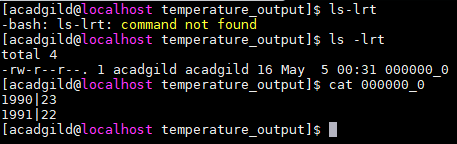 [acadgild@localhost temperature_output]$ ls-lrt
-bash: ls-lrt: command not found
[acadgild@localhost temperature_output]$ ls -lrt
total 4
-rw-r--r--. 1 acadgild acadgild 16 May  5 00:31 000000_0
[acadgild@localhost temperature_output]$ cat 000000_0
1990|23
1991|22
[acadgild@localhost temperature_output]$